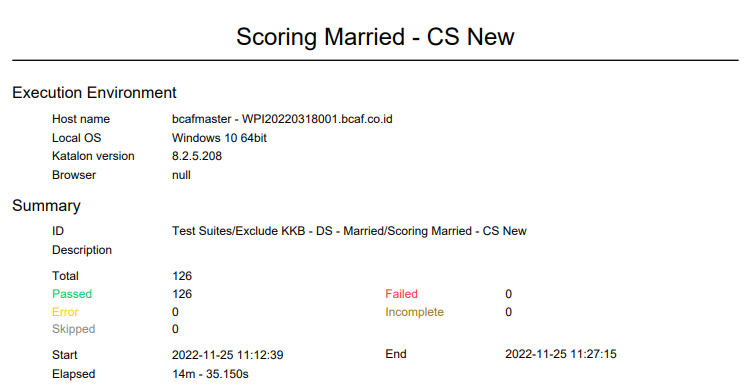 Scoring Married - CS New
Execution Environment
Host name bcafmaster - WPI20220318001.bcaf.co.id
Local OS Windows 10 64bit
Katalon version 8.2.5.208
Browser null
Summary
ID Test Suites/Exclude KKB - DS - Married/Scoring Married - CS New
Description
Total 126
Passed 126 Failed 0
Error 0 Incomplete 0
Skipped 0
Start 2022-11-25 11:12:39 End 2022-11-25 11:27:15
Elapsed 14m - 35.150s